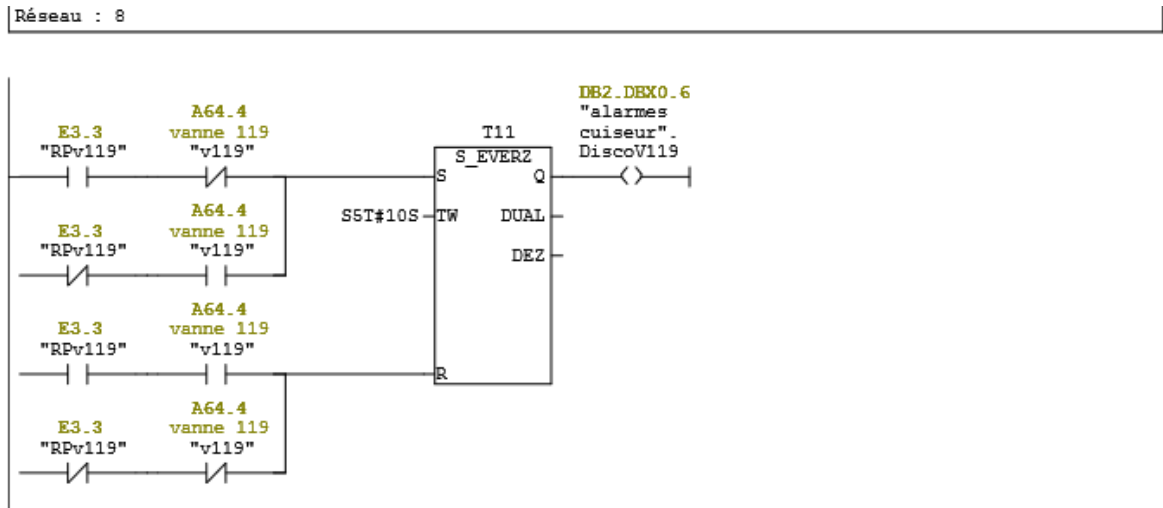 Réseau : 8
DB2.DBX0.6
A64.4
"alarmes
E3.3
vanne 119
T11
cuiseur".
"RPv119"
"v119"
S_EVERZ
DiscoV119
S
Q
A64.4
S5T#10S
TW
DUAL
E3.3
vanne 119
"RPv119"
"v119"
DEZ
A64.4
E3.3
vanne 119
"RPv119"
"v119"
R
A64.4
E3.3
vanne 119
"RPv119"
"v119"